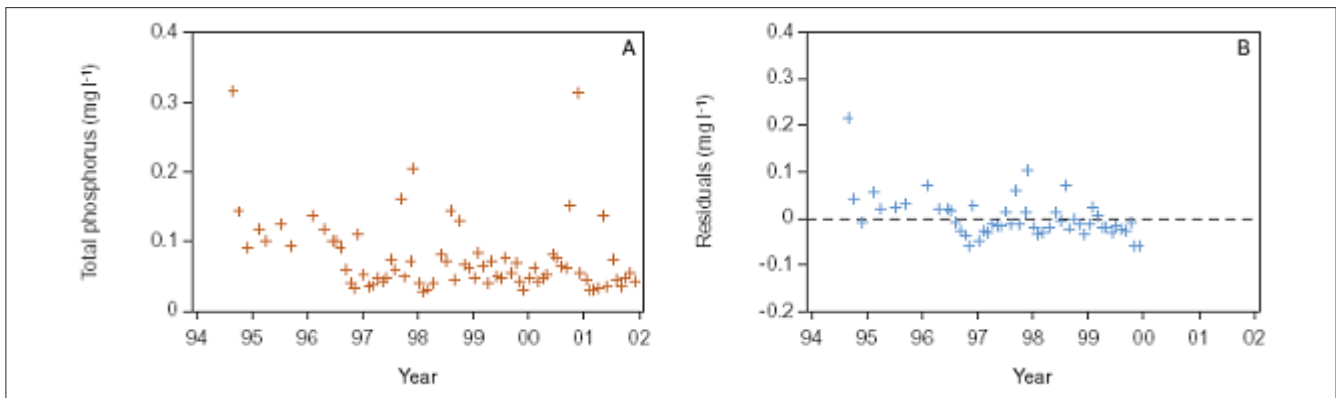 A
Total phosphorus (mg l-1)
0.4
0.3
0.2
0.1
0
94 95 96 97 98 99 00 01 02
Year
B
Residuals (mg l-1)
0.4
0.3
0.2
0.1
0
-0.1
-0.2
94 95 96 97 98 99 00 01 02
Year